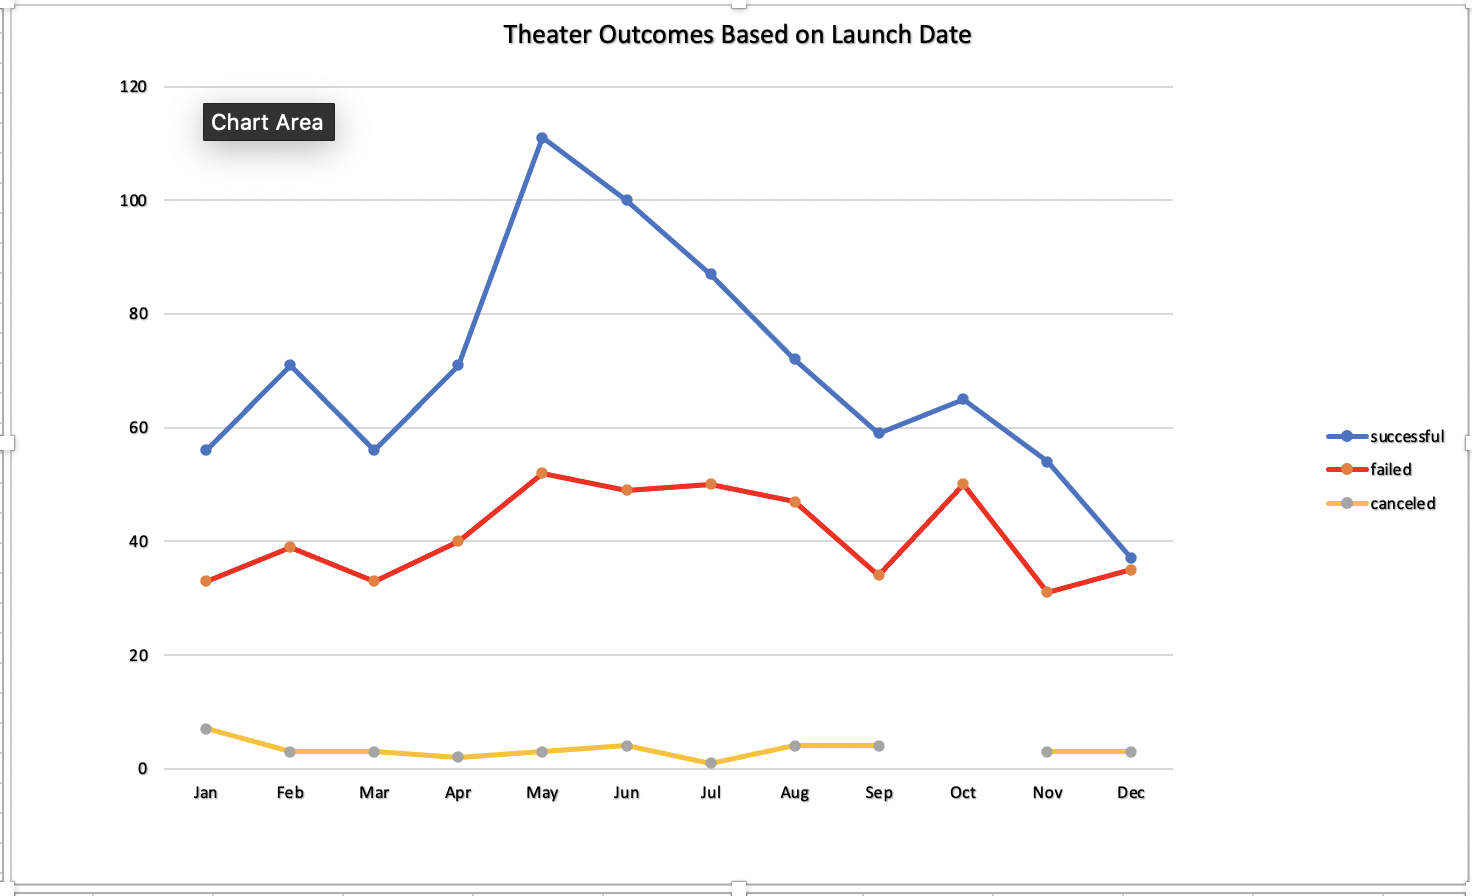 Theater Outcomes Based on Launch Date
120
Chart Area
100
80
60
40
20
0
Jan Feb Mar Apr May Jun Jul Aug Sep Oct Nov Dec
successful
failed
canceled